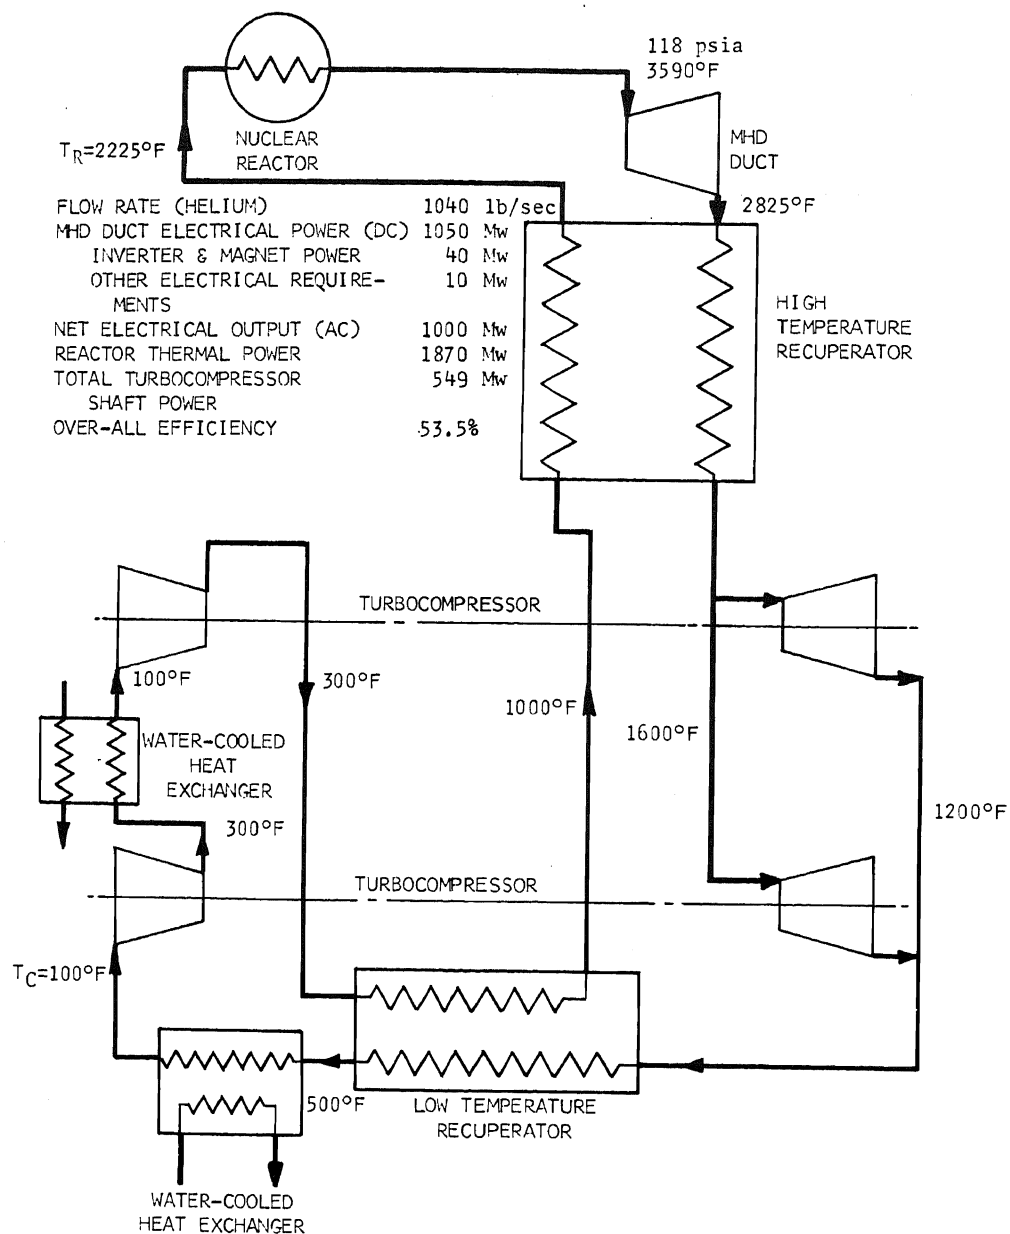 118 psia
3590°F
NUCLEAR
REACTOR
MHD
DUCT
T_R=2225°F
2825°F
FLOW RATE (HELIUM) 1040 lb/sec
MHD DUCT ELECTRICAL POWER (DC) 1050 Mw
INVERTER & MAGNET POWER 40 Mw
OTHER ELECTRICAL REQUIRE-
MENTS 10 Mw
NET ELECTRICAL OUTPUT (AC) 1000 Mw
REACTOR THERMAL POWER 1870 Mw
TOTAL TURBOCOMPRESSOR 549 Mw
SHAFT POWER
OVER-ALL EFFICIENCY 53.5%
HIGH
TEMPERATURE
RECUPERATOR
TURBOCOMPRESSOR
100°F
300°F
1000°F
1600°F
WATER-COOLED
HEAT
EXCHANGER
300°F
1200°F
TURBOCOMPRESSOR
T_C=100°F
500°F
LOW TEMPERATURE
RECUPERATOR
WATER-COOLED
HEAT EXCHANGER